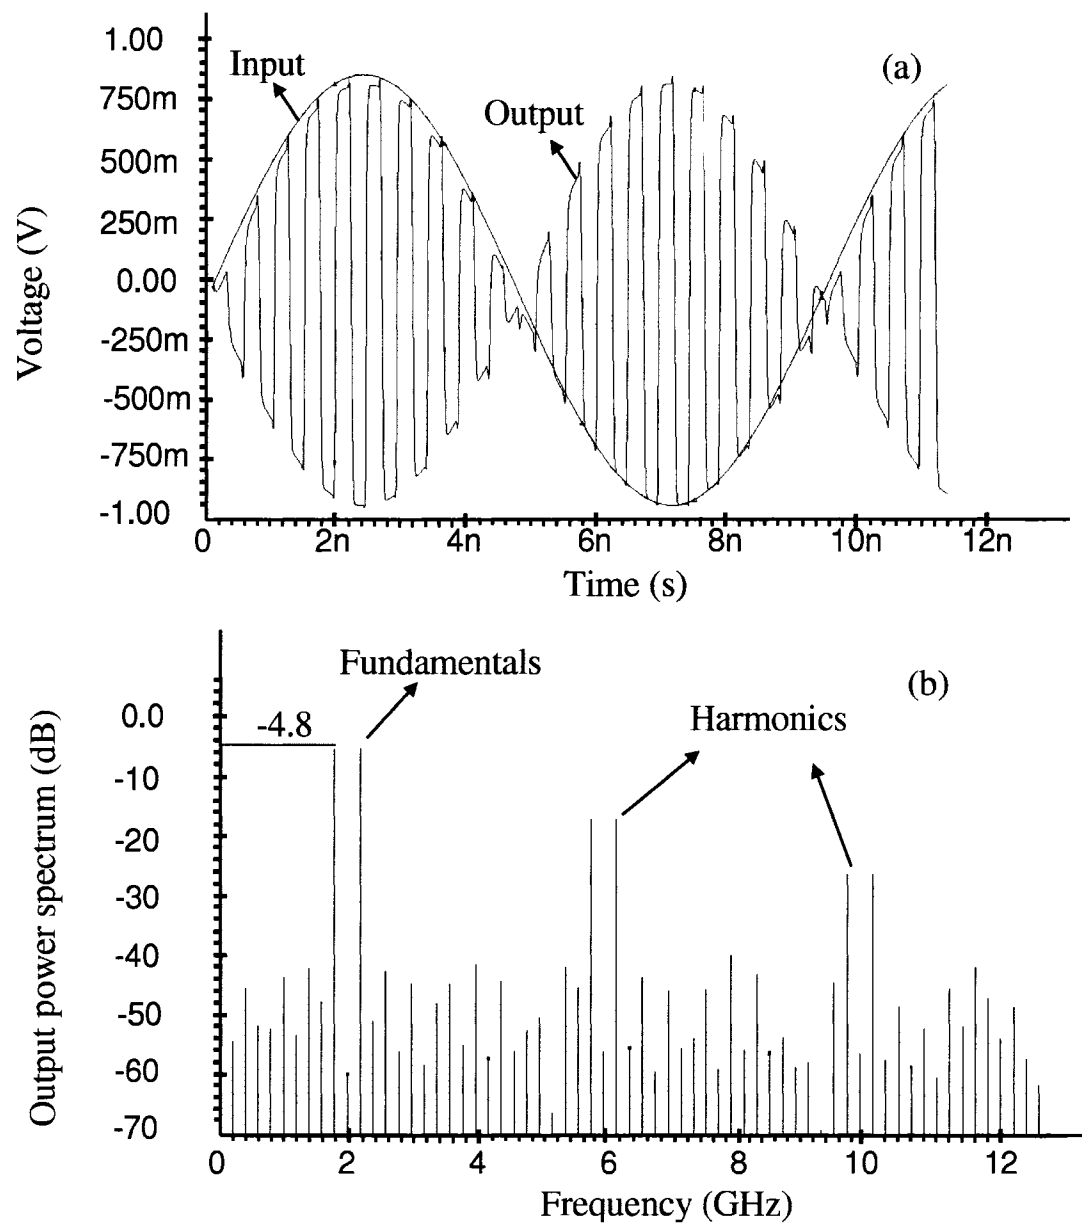 1.00
Input
(a)
750m
Output
500m
250m
0.00
-250m
-500m
-750m
-1.00
Voltage (V)
0 2n 4n 6n 8n 10n 12n
Time (s)
Fundamentals
(b)
0.0
-4.8
Harmonics
-10
-20
-30
-40
-50
-60
-70
Output power spectrum (dB)
0 2 4 6 8 10 12
Frequency (GHz)